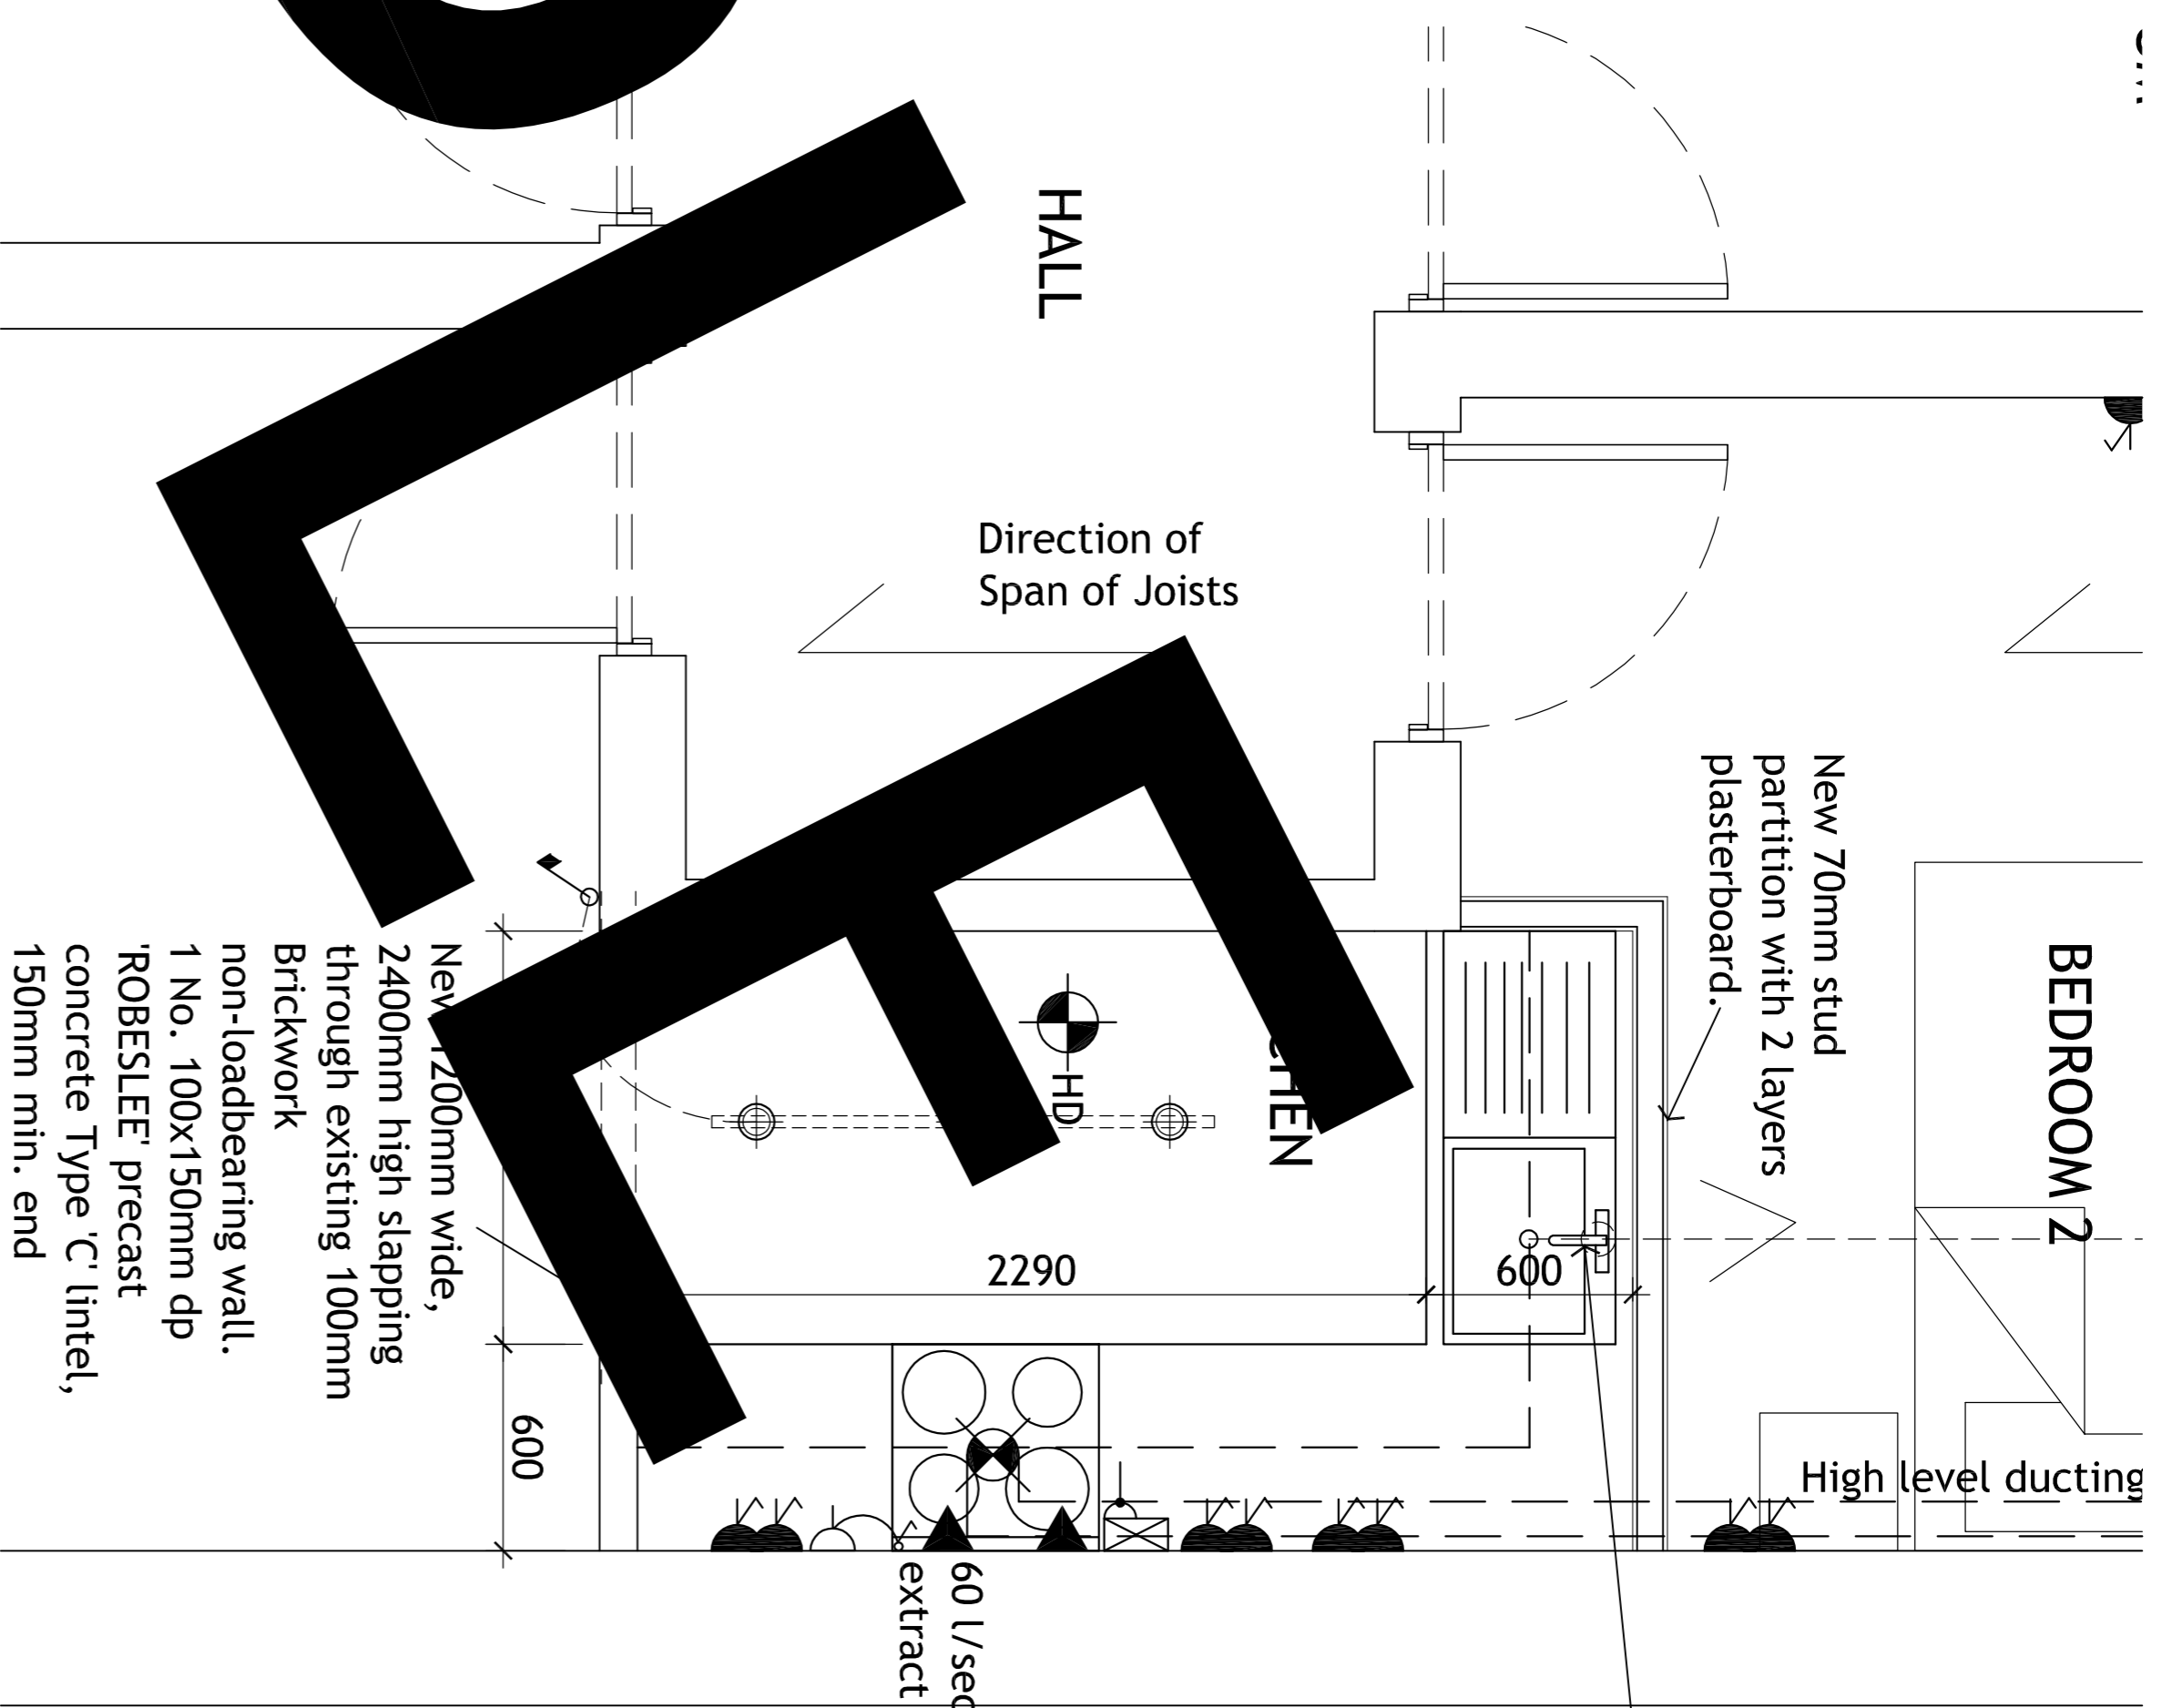 HALL
Direction of
Span of Joists
New 70mm stud
partition with 2 layers
plasterboard.
BEDROOM 2
wide,
2400mm high slapping
through existing 100mm
Brickwork
non-loadbearing wall.
1 No. 100x150mm dp
'ROBESLEE' precast
concrete Type 'C' lintel,
150mm min. end
HD
2290
600
600
High level ducting
60 l/sec
extract